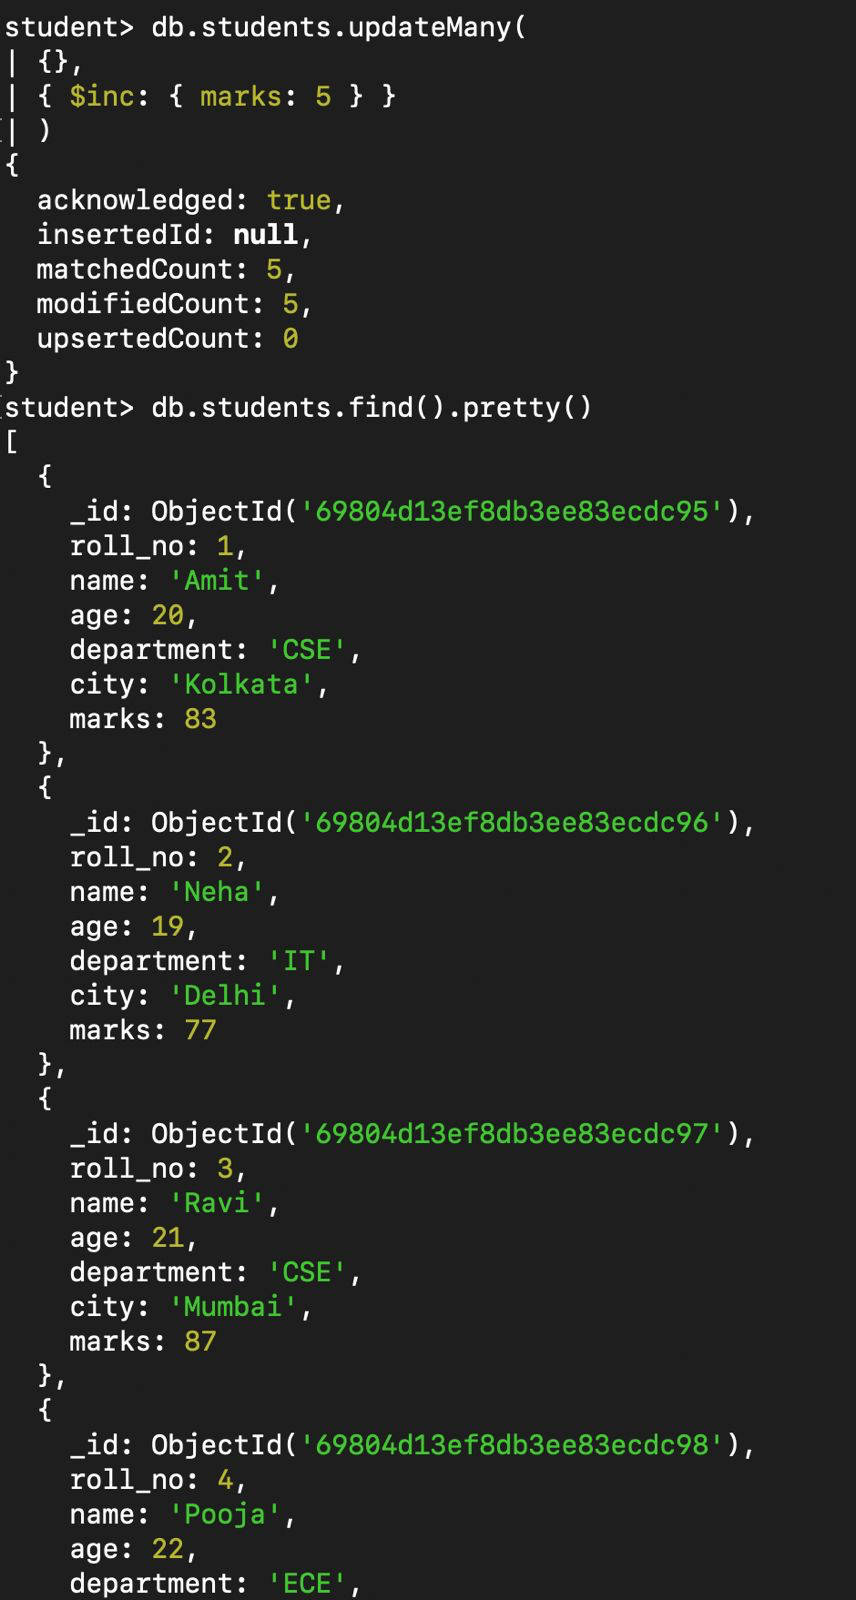 student> db.students.updateMany(
| {},
| { $inc: { marks: 5 } }
| )
{
  acknowledged: true,
  insertedId: null,
  matchedCount: 5,
  modifiedCount: 5,
  upsertedCount: 0
}
student> db.students.find().pretty()
[
  {
    _id: ObjectId('69804d13ef8db3ee83ecdc95'),
    roll_no: 1,
    name: 'Amit',
    age: 20,
    department: 'CSE',
    city: 'Kolkata',
    marks: 83
  },
  {
    _id: ObjectId('69804d13ef8db3ee83ecdc96'),
    roll_no: 2,
    name: 'Neha',
    age: 19,
    department: 'IT',
    city: 'Delhi',
    marks: 77
  },
  {
    _id: ObjectId('69804d13ef8db3ee83ecdc97'),
    roll_no: 3,
    name: 'Ravi',
    age: 21,
    department: 'CSE',
    city: 'Mumbai',
    marks: 87
  },
  {
    _id: ObjectId('69804d13ef8db3ee83ecdc98'),
    roll_no: 4,
    name: 'Pooja',
    age: 22,
    department: 'ECE',